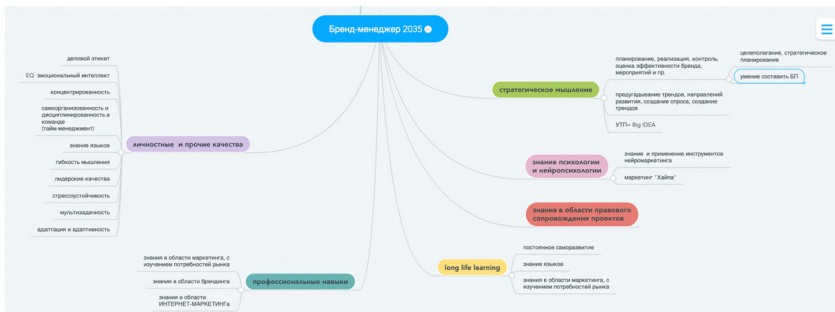 Бренд-менеджер 2035
деловой этикет
EQ эмоциональный интеллект
концентрированность
самоорганизованность и
дисциплинированность в
команде
(тайм-менеджмент)
знание языков
гибкость мышления
лидерские качества
стрессоустойчивость
мультизадачность
адаптация и адаптивность
личностные и прочие качества
знания в области маркетинга, с
изучением потребностей рынка
знания в области брендинга
знания в области
ИНТЕРНЕТ-МАРКЕТИНГа
профессиональные навыки
стратегическое мышление
планирование, реализация, контроль,
оценка эффективности бренда,
мероприятий и пр.
целеполагание, стратегическое
планирование
умение составить БП
предугадывание трендов, направлений
развития, создание спроса, создание
трендов
УТП= Big IDEA
знание психологии
и нейропсихологии
знание и применение инструментов
нейромаркетинга
маркетинг "Хайпа"
знания в области правового
сопровождения проектов
long life learning
постоянное саморазвитие
знание языков
знания в области маркетинга, с
изучением потребностей рынка